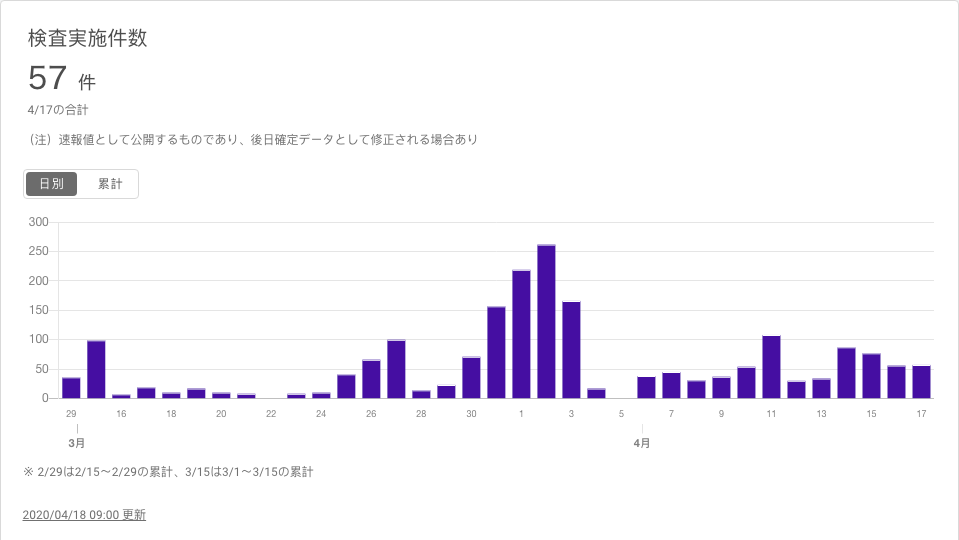 検査実施件数
57 件
4/17の合計
（注）速報値として公開するものであり、後日確定データとして修正される場合あり
日別 累計
300
250
200
150
100
50
0
29 16 18 20 22 24 26 28 30 1 3 5 7 9 11 13 15 17
3月 4月
※ 2/29は2/15〜2/29の累計、3/15は3/1〜3/15の累計
2020/04/18 09:00 更新